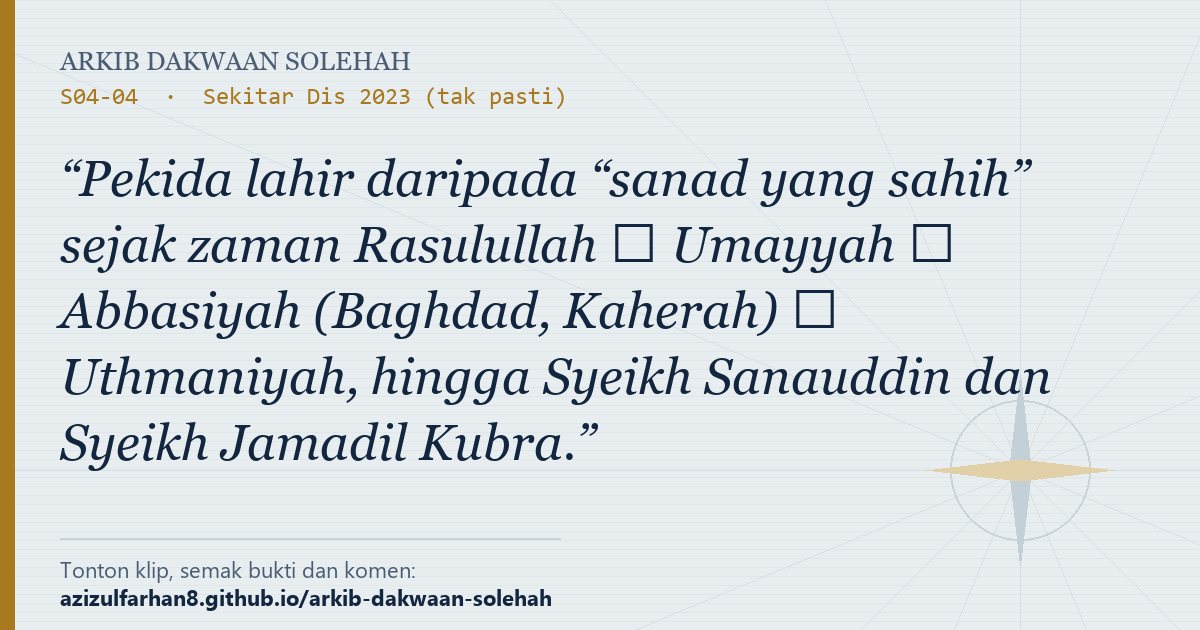 ARKIB DAKWAAN SOLEHAH
S04-04 · Sekitar Dis 2023 (tak pasti)
“Pekida lahir daripada “sanad yang sahih”
sejak zaman Rasulullah □ Umayyah □
Abbasiyah (Baghdad, Kaherah) □
Uthmaniyah, hingga Syeikh Sanauddin dan
Syeikh Jamadil Kubra.”
Tonton klip, semak bukti dan komen:
azizulfarhan8.github.io/arkib-dakwaan-solehah